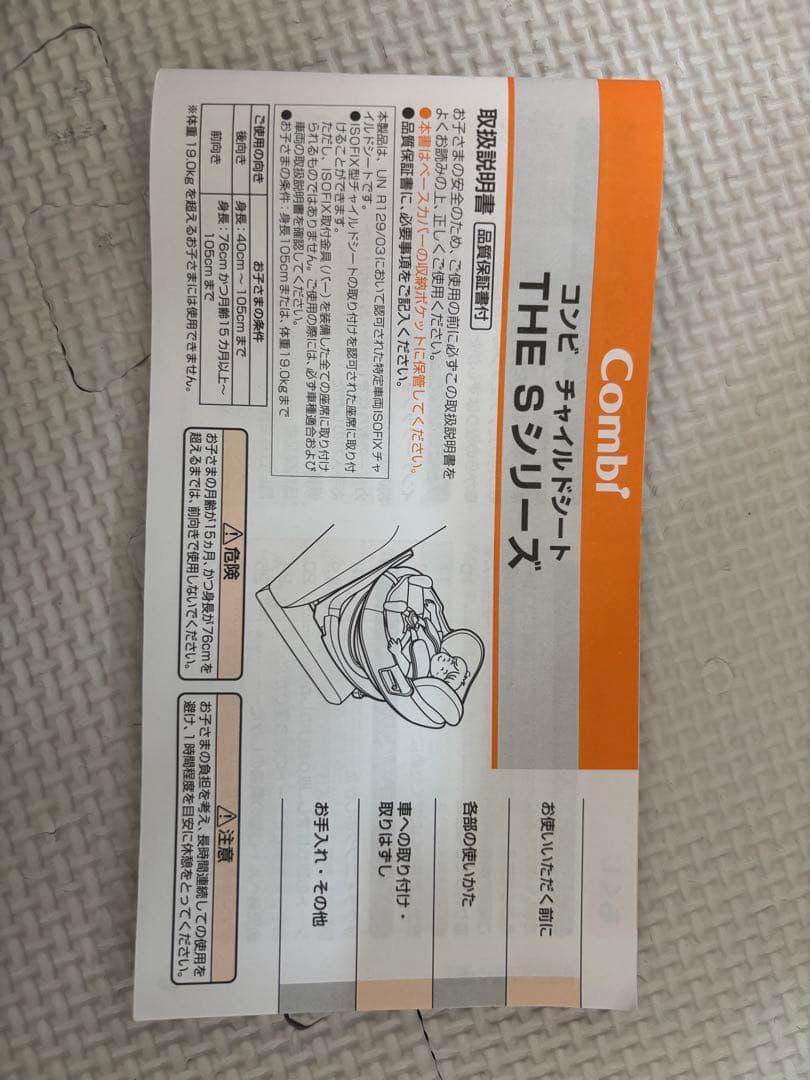 Combi
コンビ チャイルドシート
THE Sシリーズ
取扱説明書 品質保証書付
お子さまの安全のため、ご使用の前に必ずこの取扱説明書を
よくお読みの上、正しくご使用ください。
●本書はベースカバーの収納ポケットに保管してください。
●品質保証書に、必要事項をご記入ください。
本製品は、UN R129/03において認可された特定車両ISOFIXチャ
イルドシートです。
●ISOFIX型チャイルドシートの取り付けを認可された座席に取り付
けることができます。
ただし、ISOFIX取付金具(バー)を装備した全ての座席に取り付け
られるものではありません。ご使用の際には、必ず車種適合および
車両の取扱説明書を確認してください。
●お子さまの条件:身長105cmまたは、体重19.0kgまで
ご使用の向き お子さまの条件
後向き 身長:40cm〜105cmまで
前向き 身長:76cmかつ月齢15カ月以上〜
105cmまで
※体重19.0kgを超えるお子さまには使用できません。
⚠危険
お子さまの月齢が15ヵ月、かつ身長が76cmを
超えるまでは、前向きで使用しないでください。
⚠注意
お子さまの負担を考え、長時間連続しての使用を
避け、1時間程度を目安に休憩をとってください。
お使いいただく前に
各部の使いかた
車への取り付け・
取りはずし
お手入れ・その他